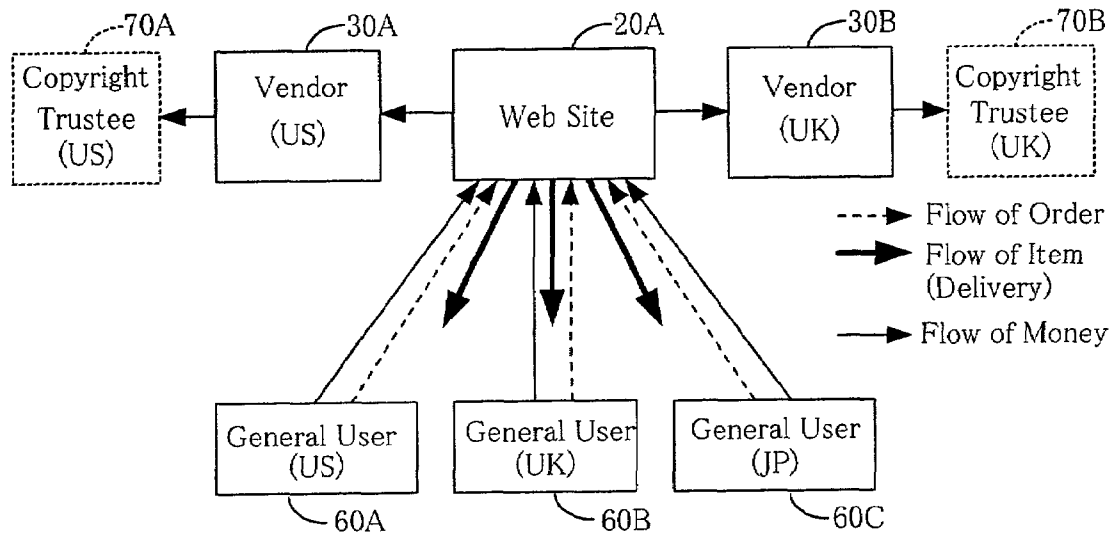 70A
30A
20A
30B
70B
Copyright
Trustee
(US)
Vendor
(US)
Web Site
Vendor
(UK)
Copyright
Trustee
(UK)
Flow of Order
Flow of Item
(Delivery)
Flow of Money
General User
(US)
General User
(UK)
General User
(JP)
60A
60B
60C